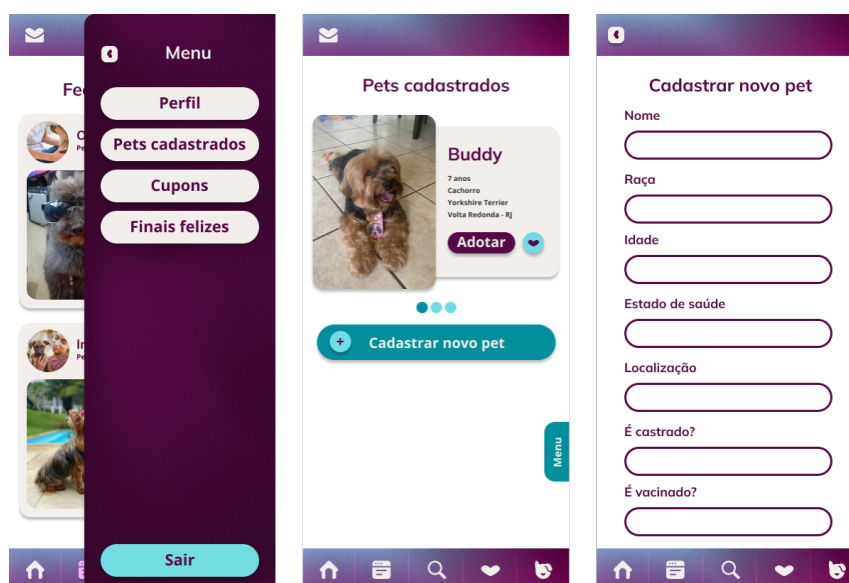 Menu
Perfil
Pets cadastrados
Cupons
Finais felizes
Sair
Pets cadastrados
Buddy
7 anos
Cachorro
Yorkshire Terrier
Volta Redonda - RJ
Adotar
+ Cadastrar novo pet
Menu
Cadastrar novo pet
Nome
Raça
Idade
Estado de saúde
Localização
É castrado?
É vacinado?